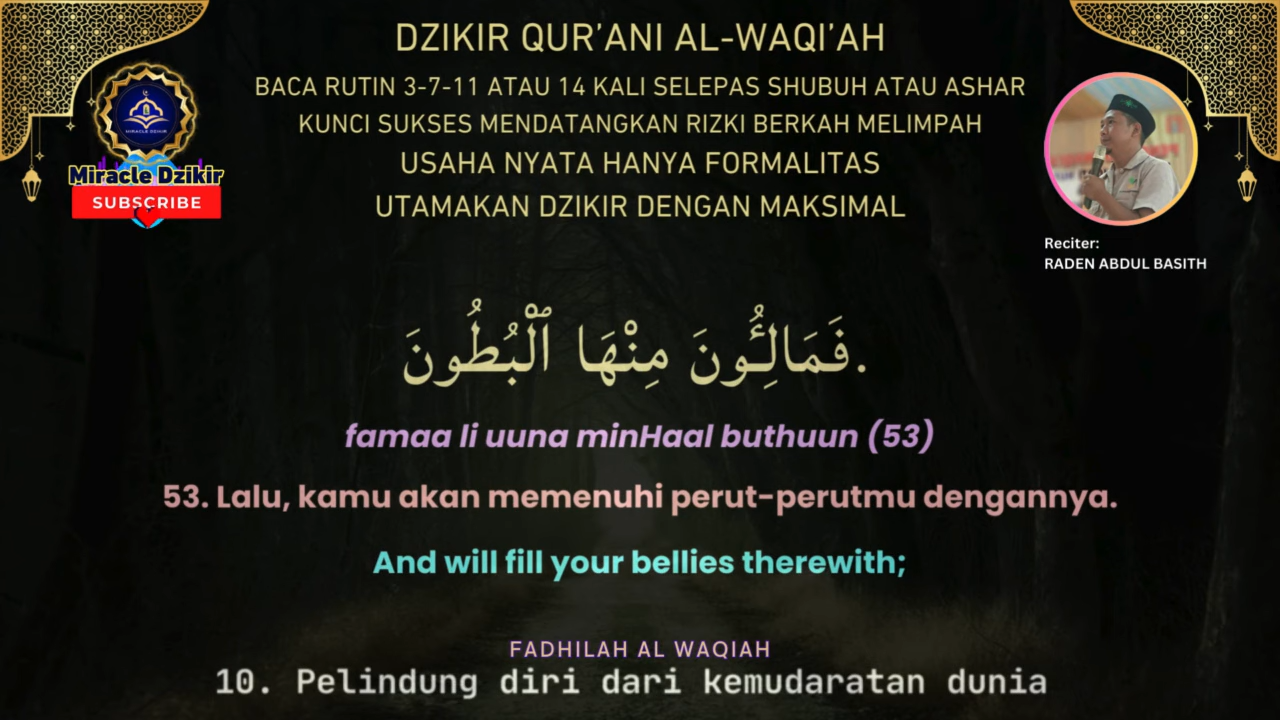 DZIKIR QUR'ANI AL-WAQI'AH
BACA RUTIN 3-7-11 ATAU 14 KALI SELEPAS SHUBUH ATAU ASHAR
KUNCI SUKSES MENDATANGKAN RIZKI BERKAH MELIMPAH
USAHA NYATA HANYA FORMALITAS
UTAMAKAN DZIKIR DENGAN MAKSIMAL
MIRACLE DZIKIR
Miracle Dzikir
SUBSCRIBE
Reciter:
RADEN ABDUL BASITH
فَمَالِـُٔونَ مِنْهَا ٱلْبُطُونَ.
famaa li uuna minHaal buthuun (53)
53. Lalu, kamu akan memenuhi perut-perutmu dengannya.
And will fill your bellies therewith;
FADHILAH AL WAQIAH
10. Pelindung diri dari kemudaratan dunia